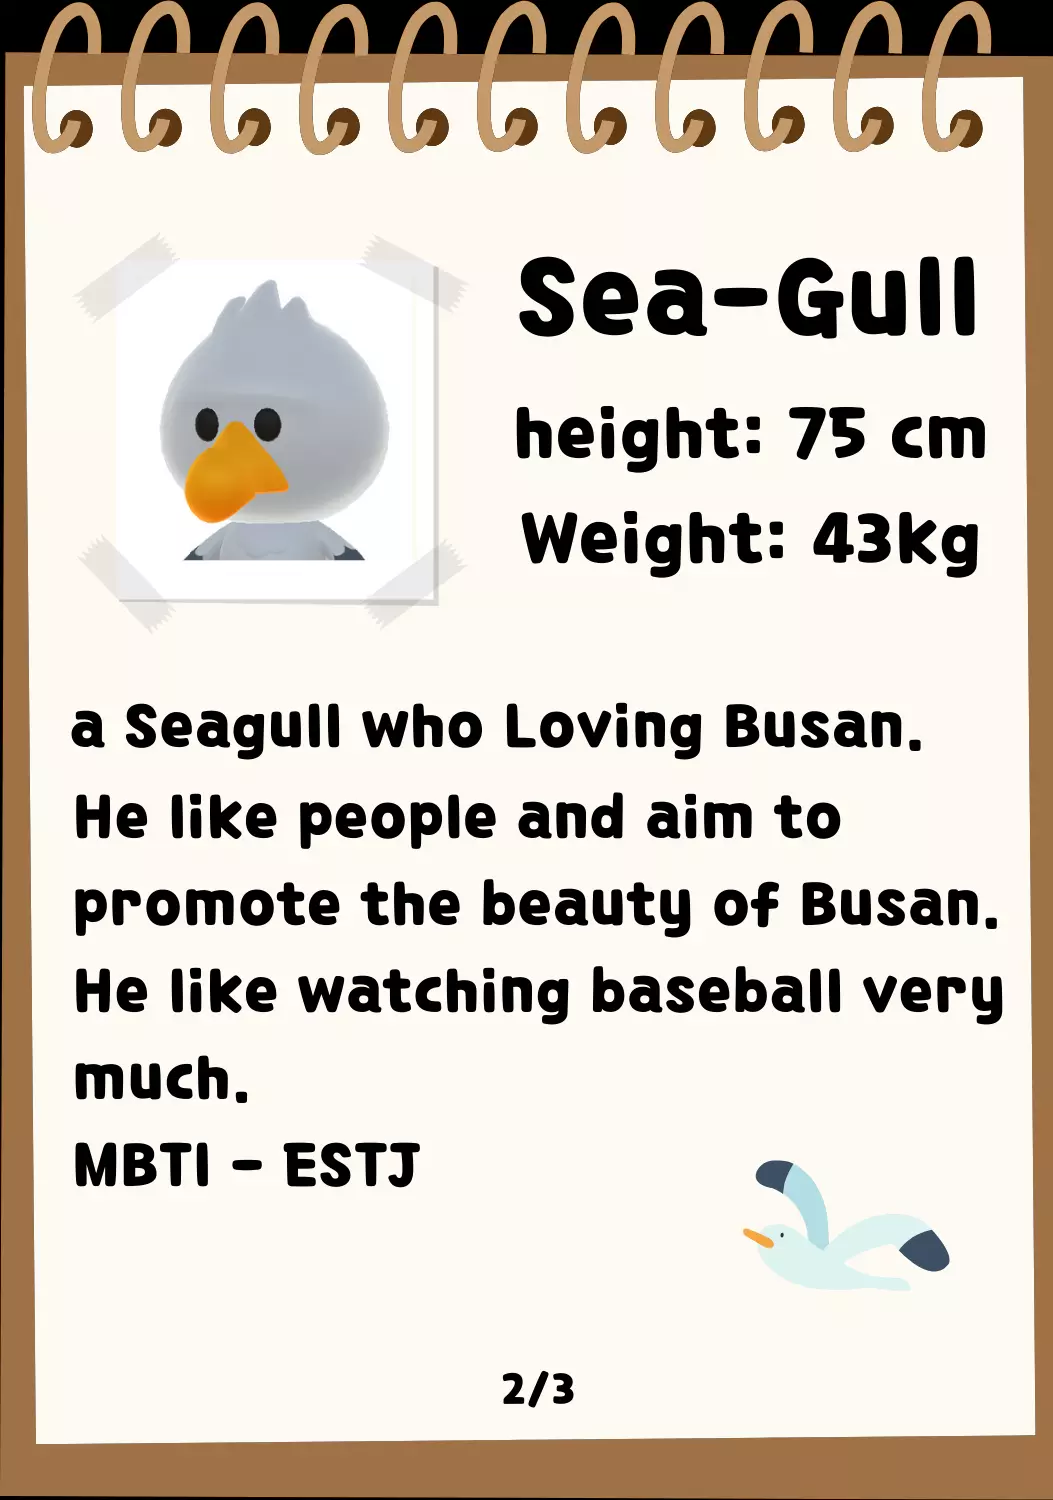 Sea-Gull
height: 75 cm
Weight: 43kg
a Seagull who Loving Busan.
He like people and aim to
promote the beauty of Busan.
He like watching baseball very
much.
MBTI - ESTJ
2/3